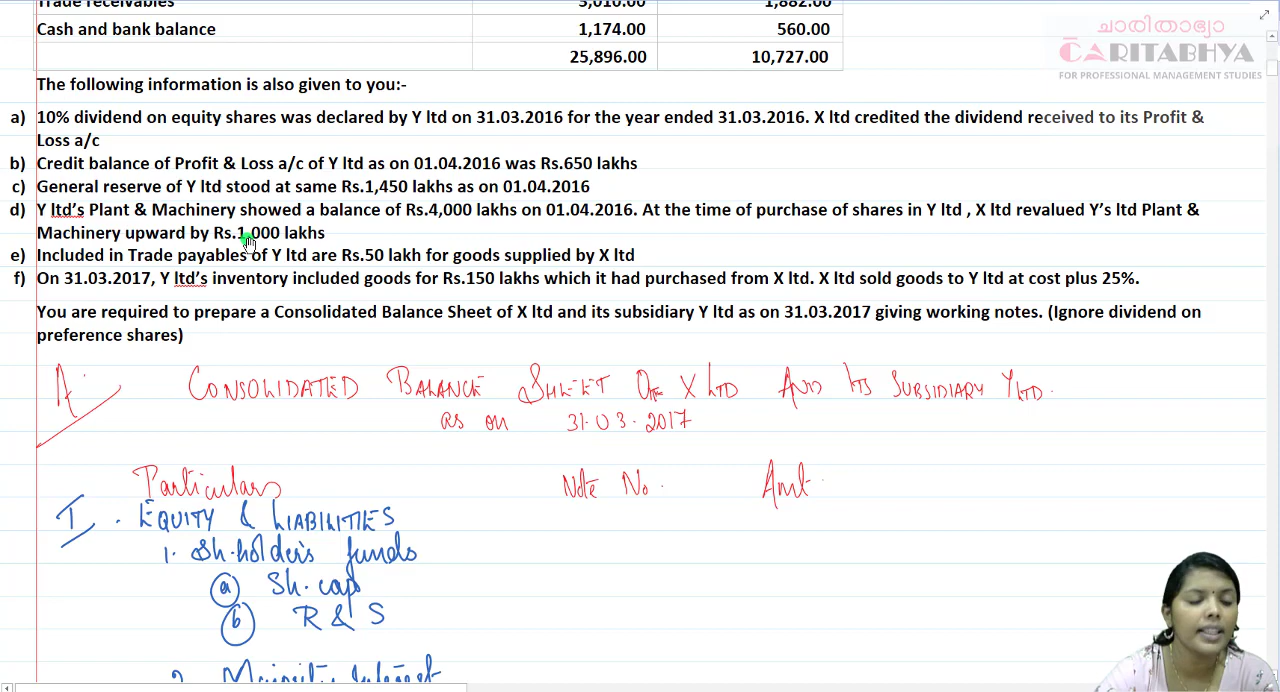 Trade receivables 3,010.00 1,882.00
Cash and bank balance 1,174.00 560.00
25,896.00 10,727.00
ചാരിതാഭ്യാ
CARITABHYA
FOR PROFESSIONAL MANAGEMENT STUDIES
The following information is also given to you:-
a) 10% dividend on equity shares was declared by Y ltd on 31.03.2016 for the year ended 31.03.2016. X ltd credited the dividend received to its Profit &
Loss a/c
b) Credit balance of Profit & Loss a/c of Y ltd as on 01.04.2016 was Rs.650 lakhs
c) General reserve of Y ltd stood at same Rs.1,450 lakhs as on 01.04.2016
d) Y ltd's Plant & Machinery showed a balance of Rs.4,000 lakhs on 01.04.2016. At the time of purchase of shares in Y ltd , X ltd revalued Y's ltd Plant &
Machinery upward by Rs.1,000 lakhs
e) Included in Trade payables of Y ltd are Rs.50 lakh for goods supplied by X ltd
f) On 31.03.2017, Y ltd's inventory included goods for Rs.150 lakhs which it had purchased from X ltd. X ltd sold goods to Y ltd at cost plus 25%.
You are required to prepare a Consolidated Balance Sheet of X ltd and its subsidiary Y ltd as on 31.03.2017 giving working notes. (Ignore dividend on
preference shares)
A: CONSOLIDATED BALANCE SHEET OF X LTD AND ITS SUBSIDIARY Y LTD.
as on 31.03.2017
Particulars Note No. Amt
I. EQUITY & LIABILITIES
1. Sh.holder's funds
(a) Sh. cap
(b) R & S
2. Minority Interest